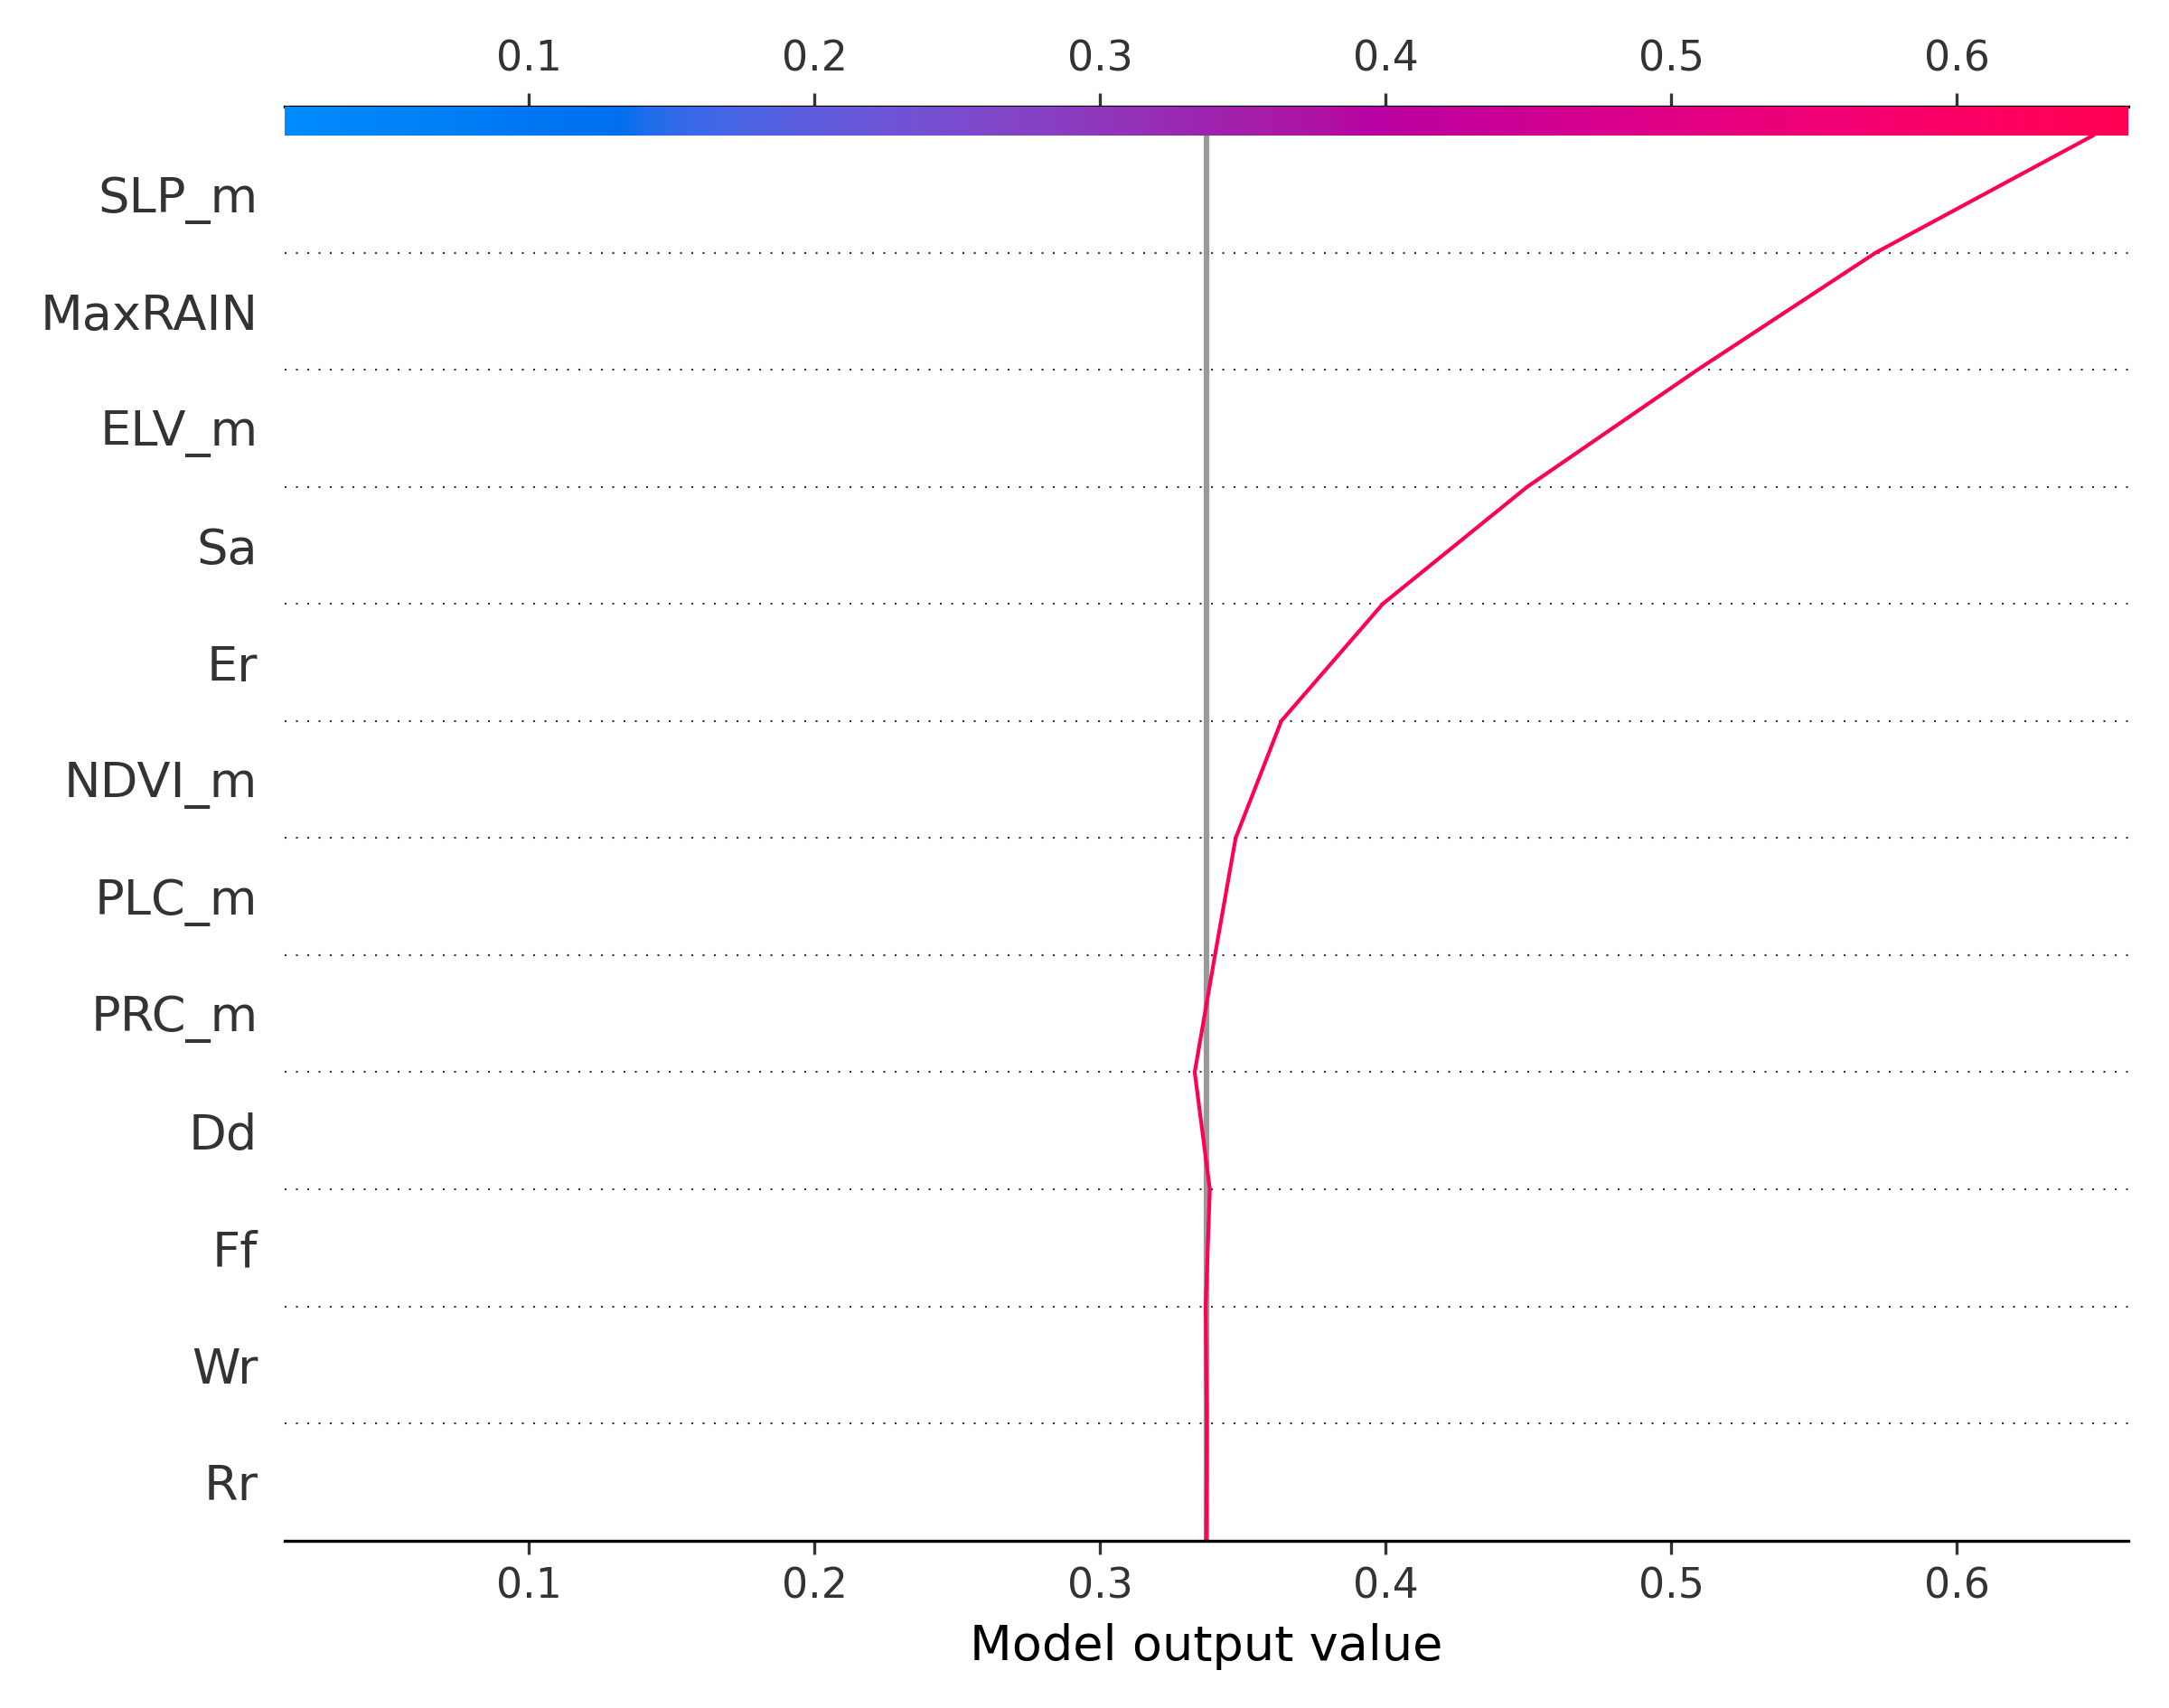 0.1 0.2 0.3 0.4 0.5 0.6
SLP_m
MaxRAIN
ELV_m
Sa
Er
NDVI_m
PLC_m
PRC_m
Dd
Ff
Wr
Rr
0.1 0.2 0.3 0.4 0.5 0.6
Model output value